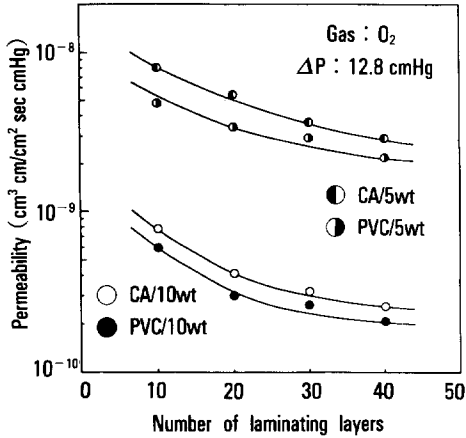 Gas : O₂
ΔP : 12.8 cmHg
10⁻⁸
10⁻⁹
10⁻¹⁰
Permeability (cm³ cm/cm² sec cmHg)
CA/5wt
PVC/5wt
CA/10wt
PVC/10wt
0 10 20 30 40 50
Number of laminating layers